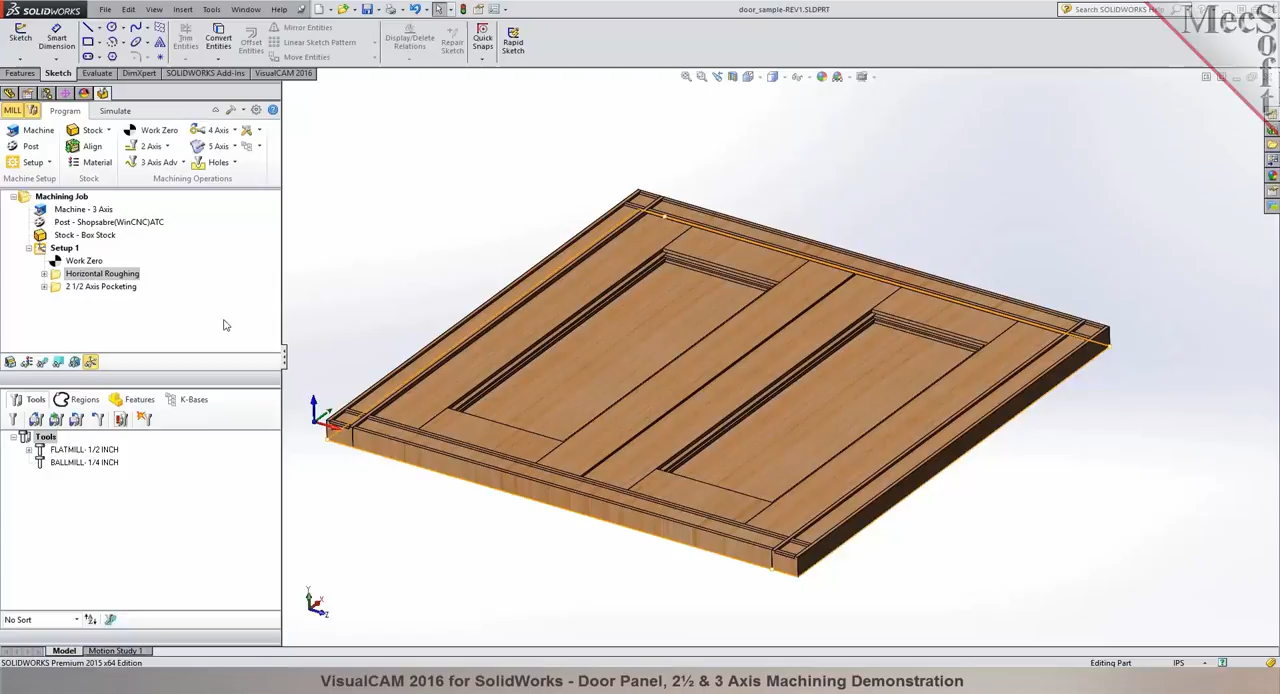 SOLIDWORKS File Edit View Insert Tools Window Help door_sample-REV1.SLDPRT Search SOLIDWORKS Help
MecSoft
Sketch Smart Dimension Trim Entities Convert Entities Offset Entities Mirror Entities Linear Sketch Pattern Move Entities Display/Delete Relations Repair Sketch Quick Snaps Rapid Sketch
Features Sketch Evaluate DimXpert SOLIDWORKS Add-Ins VisualCAM 2016
MILL Program Simulate
Machine Stock Work Zero 4 Axis
Post Align 2 Axis 5 Axis
Setup Material 3 Axis Adv Holes
Machine Setup Stock Machining Operations
Machining Job
Machine - 3 Axis
Post - Shopsabre(WinCNC)ATC
Stock - Box Stock
Setup 1
Work Zero
Horizontal Roughing
2 1/2 Axis Pocketing
Tools Regions Features K-Bases
Tools
FLATMILL- 1/2 INCH
BALLMILL- 1/4 INCH
Y
X
Z
No Sort
Model Motion Study 1
SOLIDWORKS Premium 2015 x64 Edition Editing Part IPS
VisualCAM 2016 for SolidWorks - Door Panel, 2½ & 3 Axis Machining Demonstration